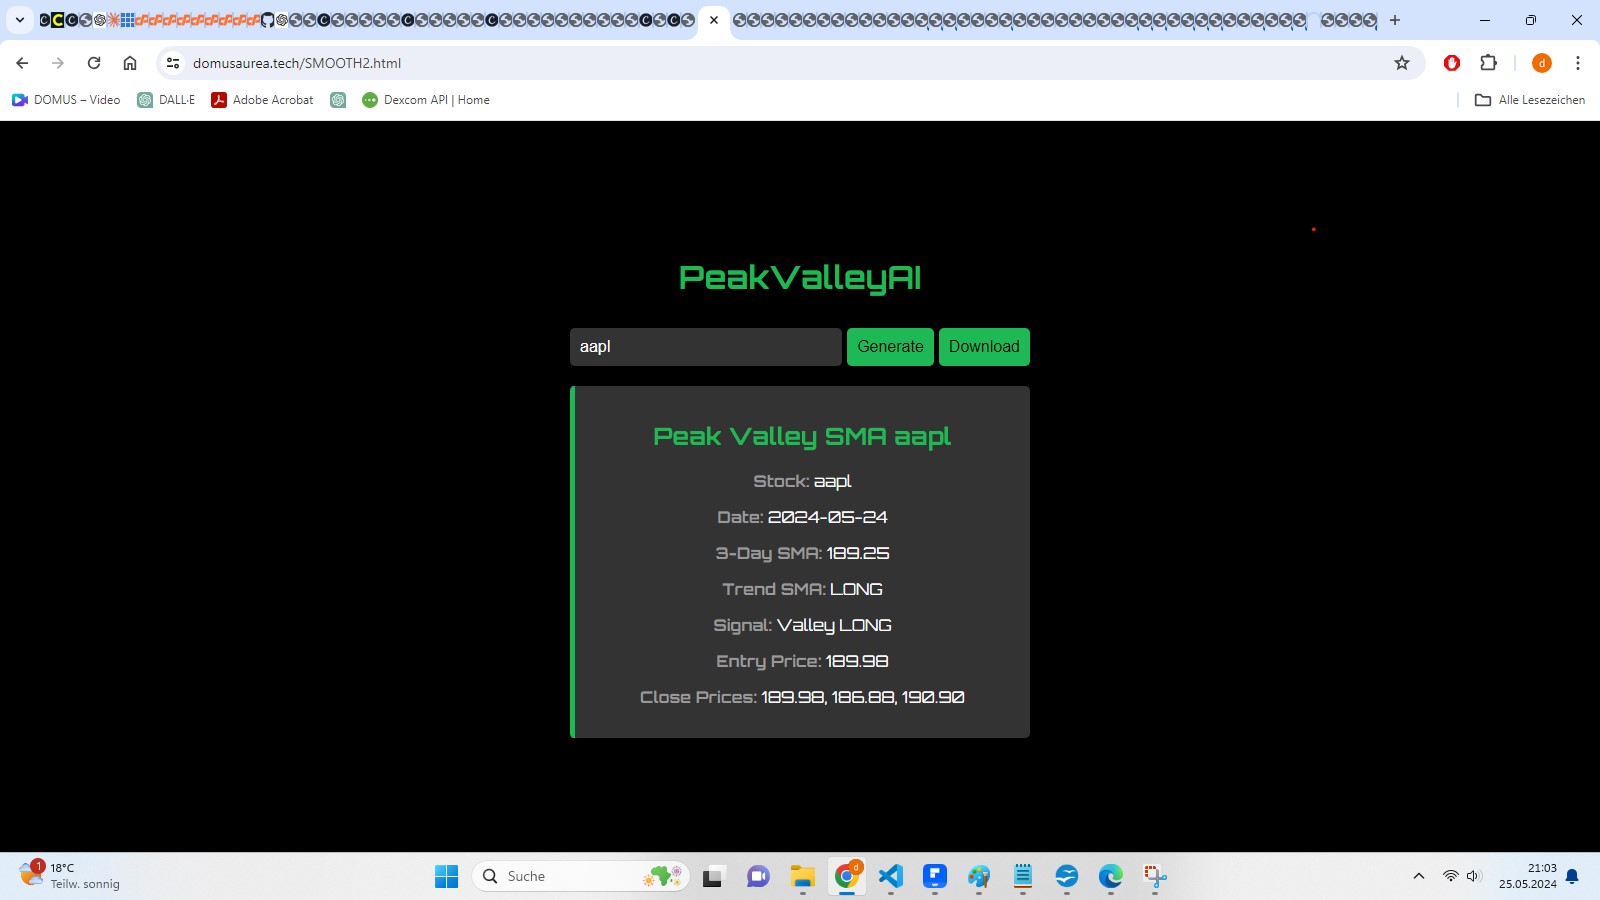 domusaurea.tech/SMOOTH2.html
d
DOMUS – Video
DALL·E
Adobe Acrobat
Dexcom API | Home
Alle Lesezeichen
PeakValleyAI
aapl
Generate
Download
Peak Valley SMA aapl
Stock: aapl
Date: 2024-05-24
3-Day SMA: 189.25
Trend SMA: LONG
Signal: Valley LONG
Entry Price: 189.98
Close Prices: 189.98, 186.88, 190.90
1
18°C
Teilw. sonnig
Suche
d
21:03
25.05.2024